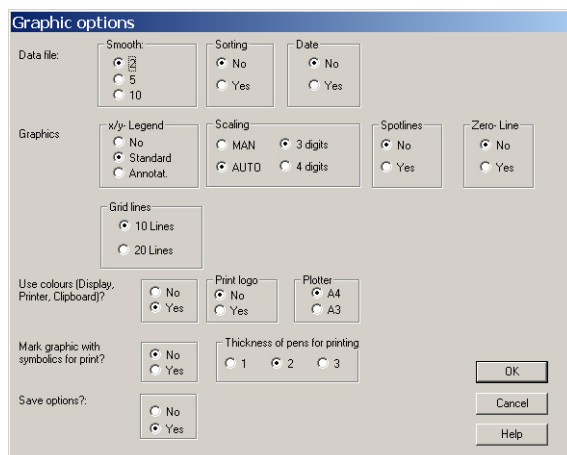 Graphic options
Data file:
Smooth:
5
10
Sorting
No
Yes
Date
No
Yes
Graphics
x/y- Legend
No
Standard
Annotat.
Scaling
MAN
3 digits
AUTO
4 digits
Spotlines
No
Yes
Zero- Line
No
Yes
Grid lines
10 Lines
20 Lines
Use colours (Display,
Printer, Clipboard)?
No
Yes
Print logo
No
Yes
Plotter
A4
A3
Mark graphic with
symbolics for print?
No
Yes
Thickness of pens for printing
1
2
3
Save options?:
No
Yes
OK
Cancel
Help